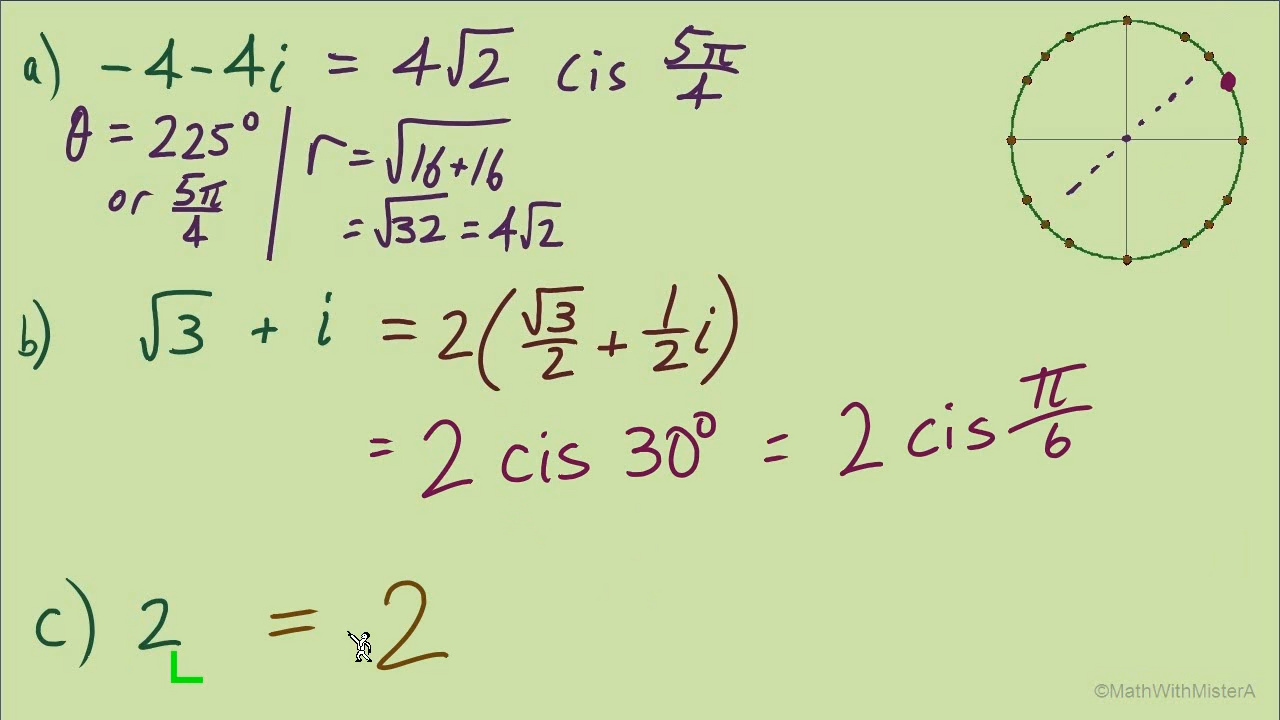 a) -4-4i = 4√2 cis 5π/4
θ = 225° | r = √16+16
or 5π/4 = √32 = 4√2
b) √3 + i = 2(√3/2 + 1/2 i)
= 2 cis 30° = 2 cis π/6
c) 2 = 2
©MathWithMisterA